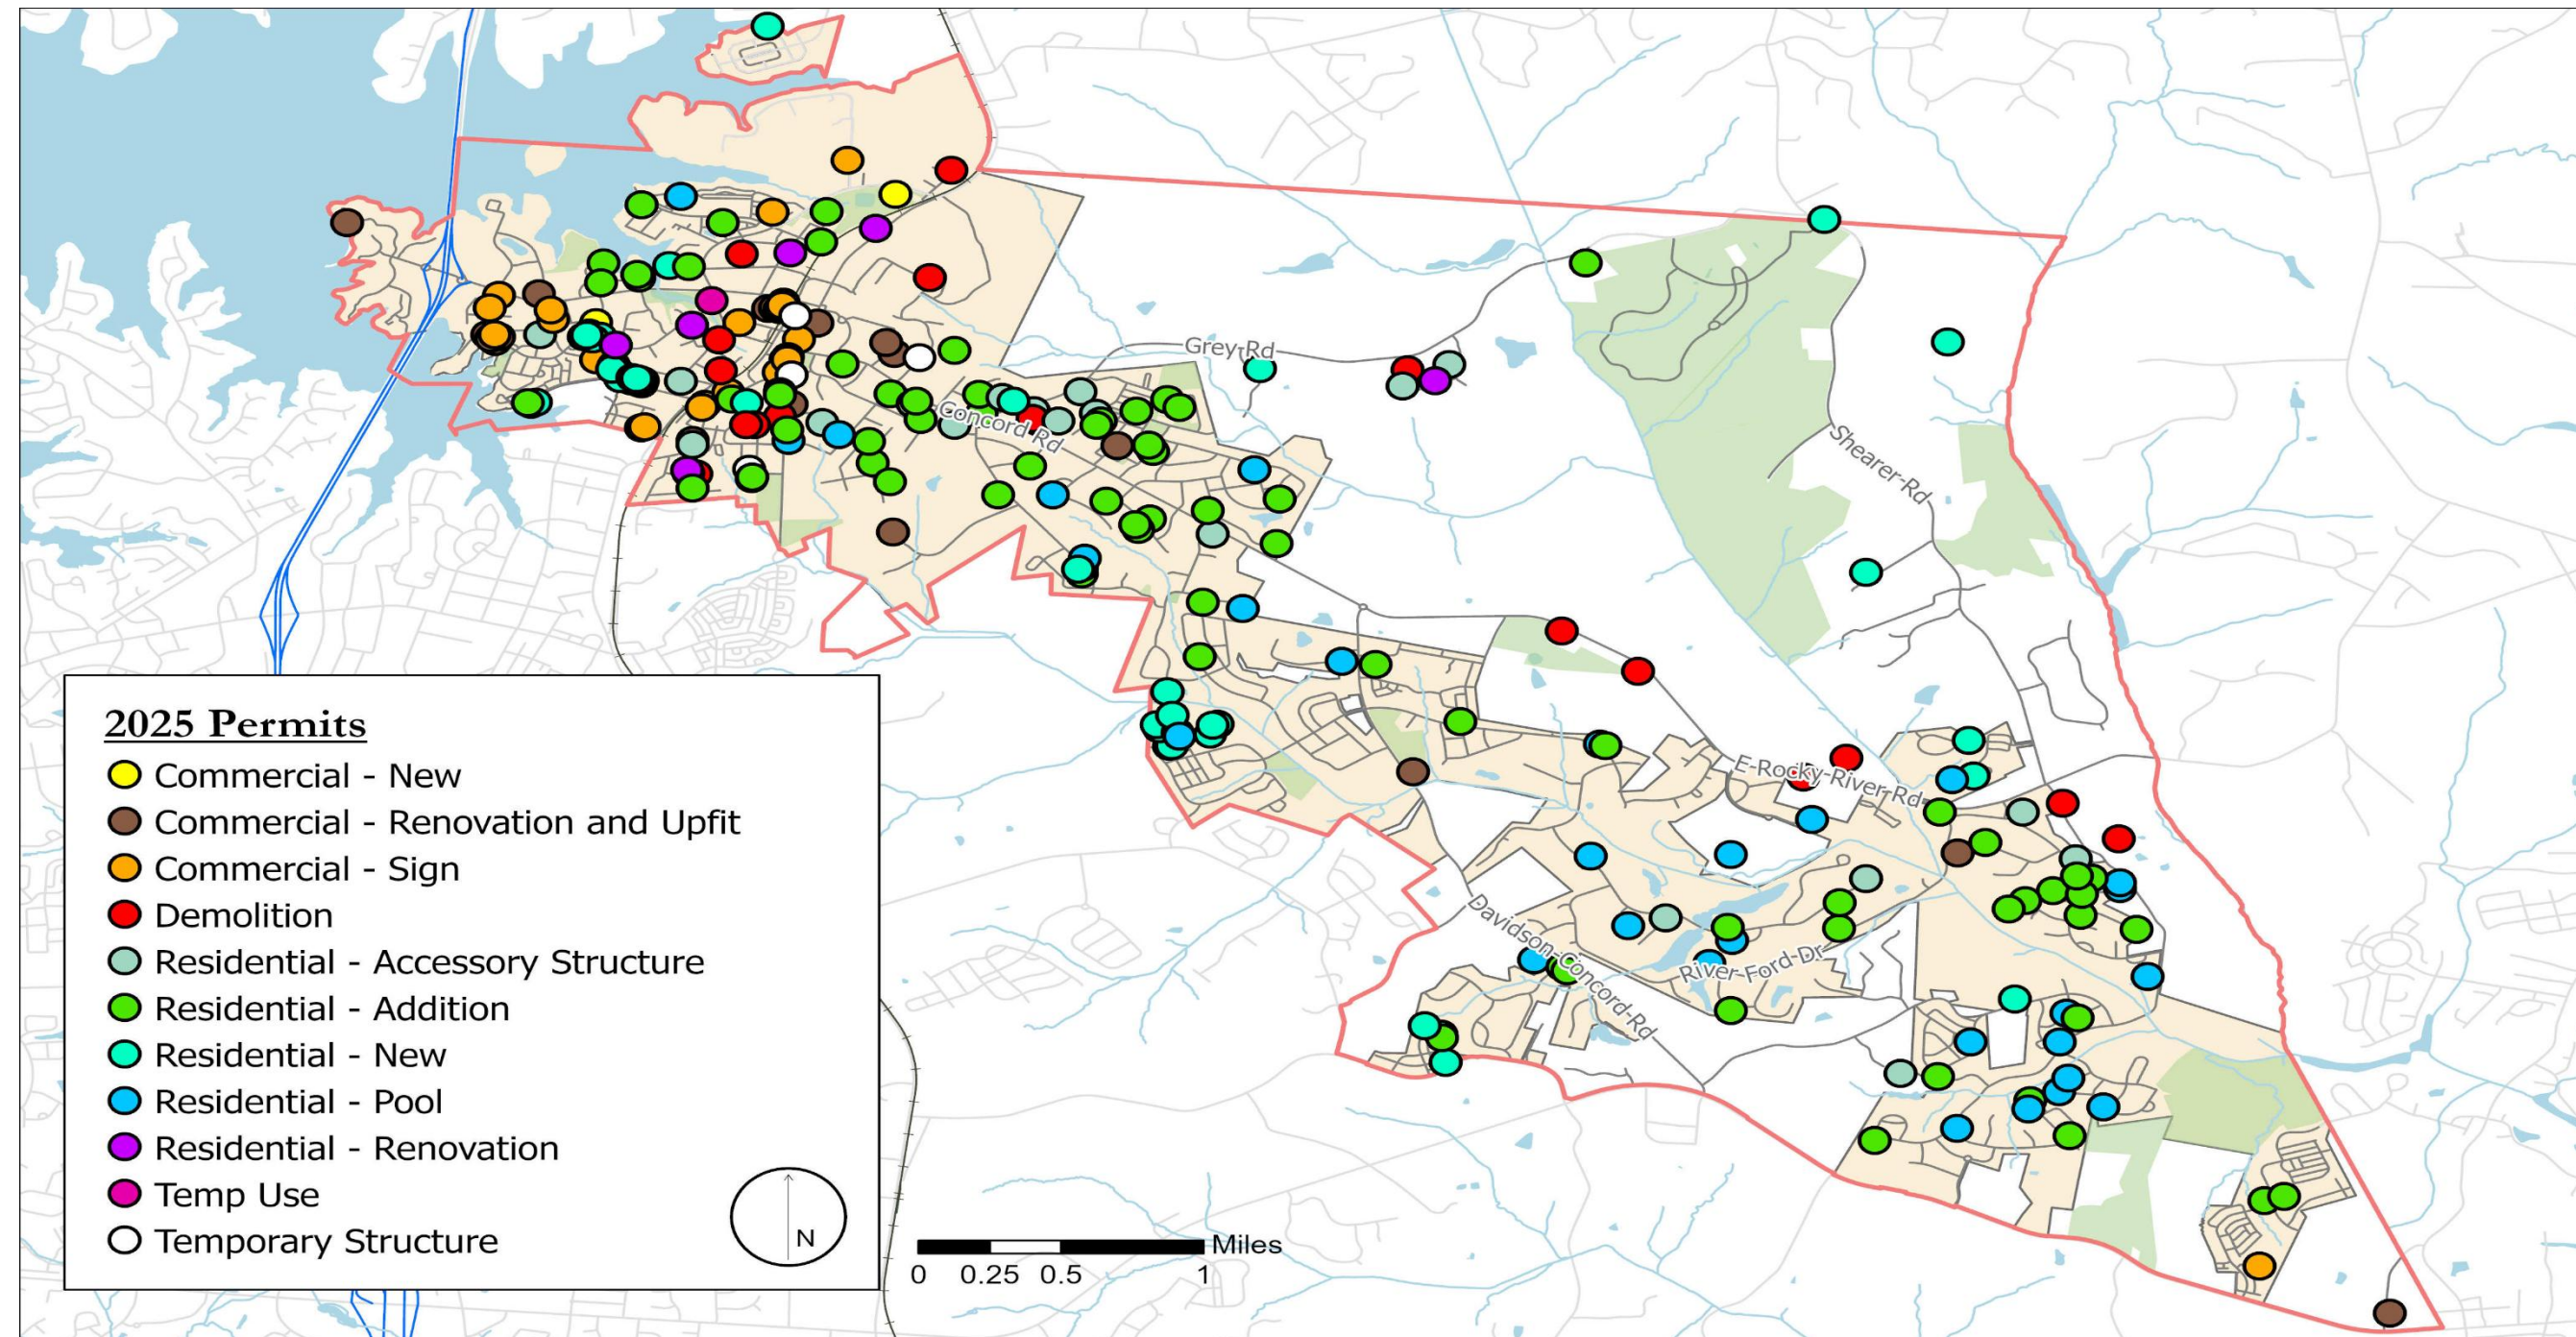 Grey Rd
Concord Rd
Shearer Rd
E Rocky River Rd
Davidson-Concord-Rd
River-Ford-Dr
2025 Permits
Commercial - New
Commercial - Renovation and Upfit
Commercial - Sign
Demolition
Residential - Accessory Structure
Residential - Addition
Residential - New
Residential - Pool
Residential - Renovation
Temp Use
Temporary Structure
N
Miles
0 0.25 0.5 1